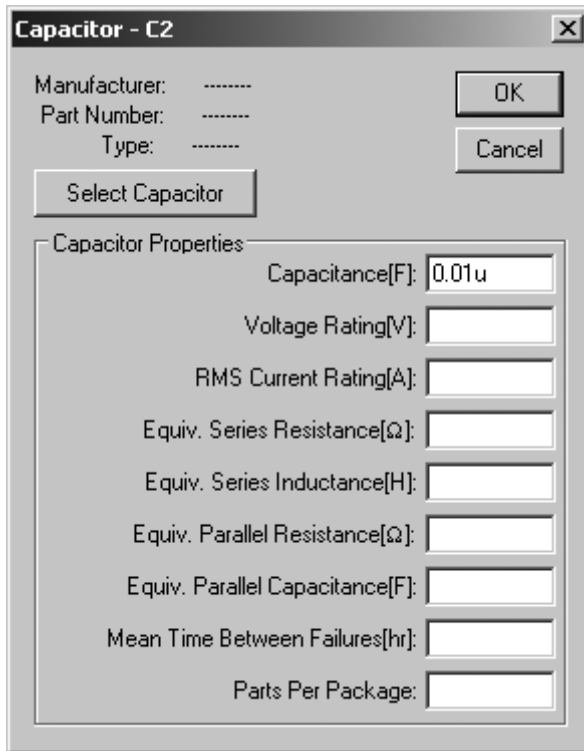 Capacitor - C2
Manufacturer: --------
Part Number: --------
Type: --------
OK
Cancel
Select Capacitor
Capacitor Properties
Capacitance[F]: 0.01u
Voltage Rating[V]:
RMS Current Rating[A]:
Equiv. Series Resistance[Ω]:
Equiv. Series Inductance[H]:
Equiv. Parallel Resistance[Ω]:
Equiv. Parallel Capacitance[F]:
Mean Time Between Failures[hr]:
Parts Per Package: